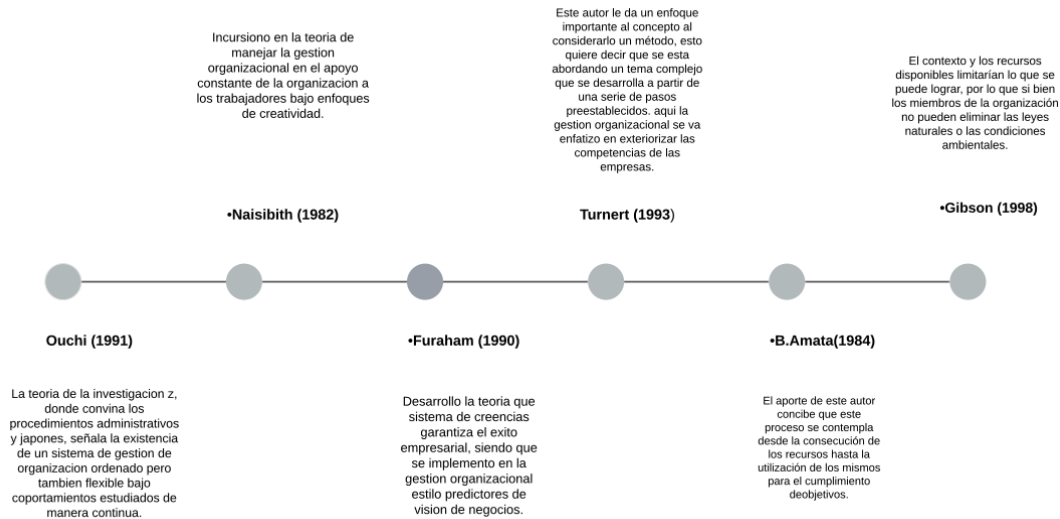 Incursiono en la teoria de
manejar la gestion
organizacional en el apoyo
constante de la organizacion a
los trabajadores bajo enfoques
de creatividad.
•Naisibith (1982)
Este autor le da un enfoque
importante al concepto al
considerarlo un método, esto
quiere decir que se esta
abordando un tema complejo
que se desarrolla a partir de
una serie de pasos
preestablecidos. aqui la
gestion organizacional se va
enfatizo en exteriorizar las
competencias de las
empresas.
Turnert (1993)
El contexto y los recursos
disponibles limitarían lo que se
puede lograr, por lo que si bien
los miembros de la organización
no pueden eliminar las leyes
naturales o las condiciones
ambientales.
•Gibson (1998)
Ouchi (1991)
La teoria de la investigacion z,
donde convina los
procedimientos administrativos
y japones, señala la existencia
de un sistema de gestion de
organizacion ordenado pero
tambien flexible bajo
coportamientos estudiados de
manera continua.
•Furaham (1990)
Desarrollo la teoria que
sistema de creencias
garantiza el exito
empresarial, siendo que
se implemento en la
gestion organizacional
estilo predictores de
vision de negocios.
•B.Amata(1984)
El aporte de este autor
concibe que este
proceso se contempla
desde la consecución de
los recursos hasta la
utilización de los mismos
para el cumplimiento
deobjetivos.